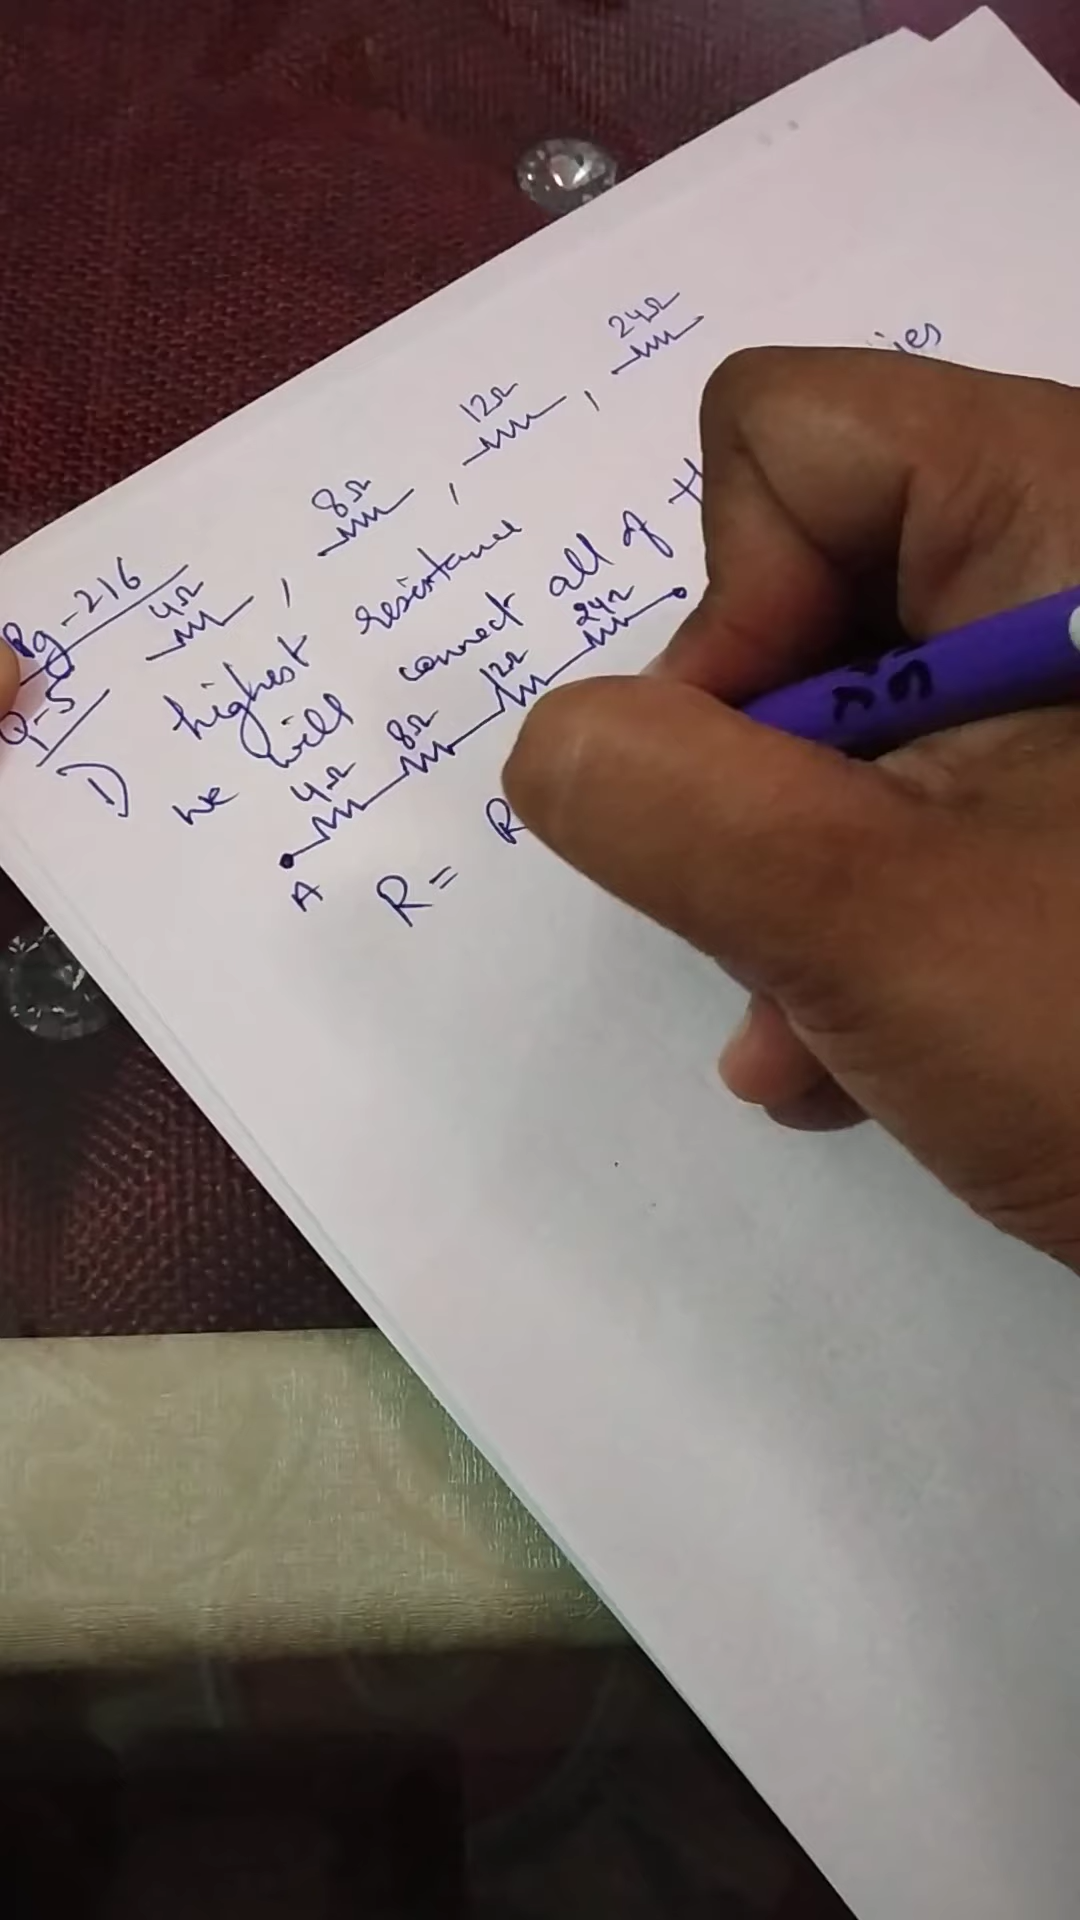 Pg-216
Q-5
4Ω , 8Ω , 12Ω , 24Ω
1) highest resistance
we will connect all of
4Ω 8Ω 12Ω 24Ω
A
R = R